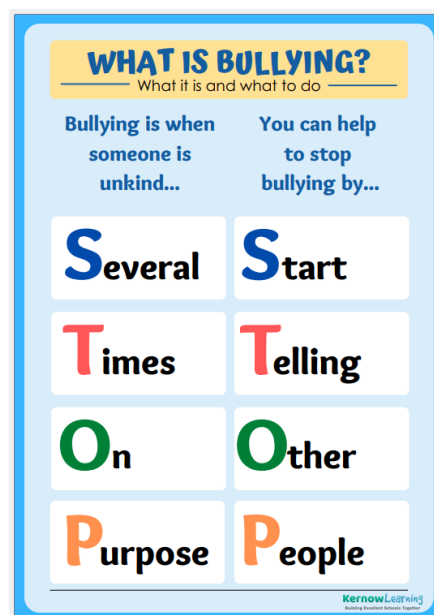 WHAT IS BULLYING?
What it is and what to do
Bullying is when
someone is
unkind...
You can help
to stop
bullying by...
Several
Start
Times
Telling
On
Other
Purpose
People
KernowLearning
Building Excellent Schools Together